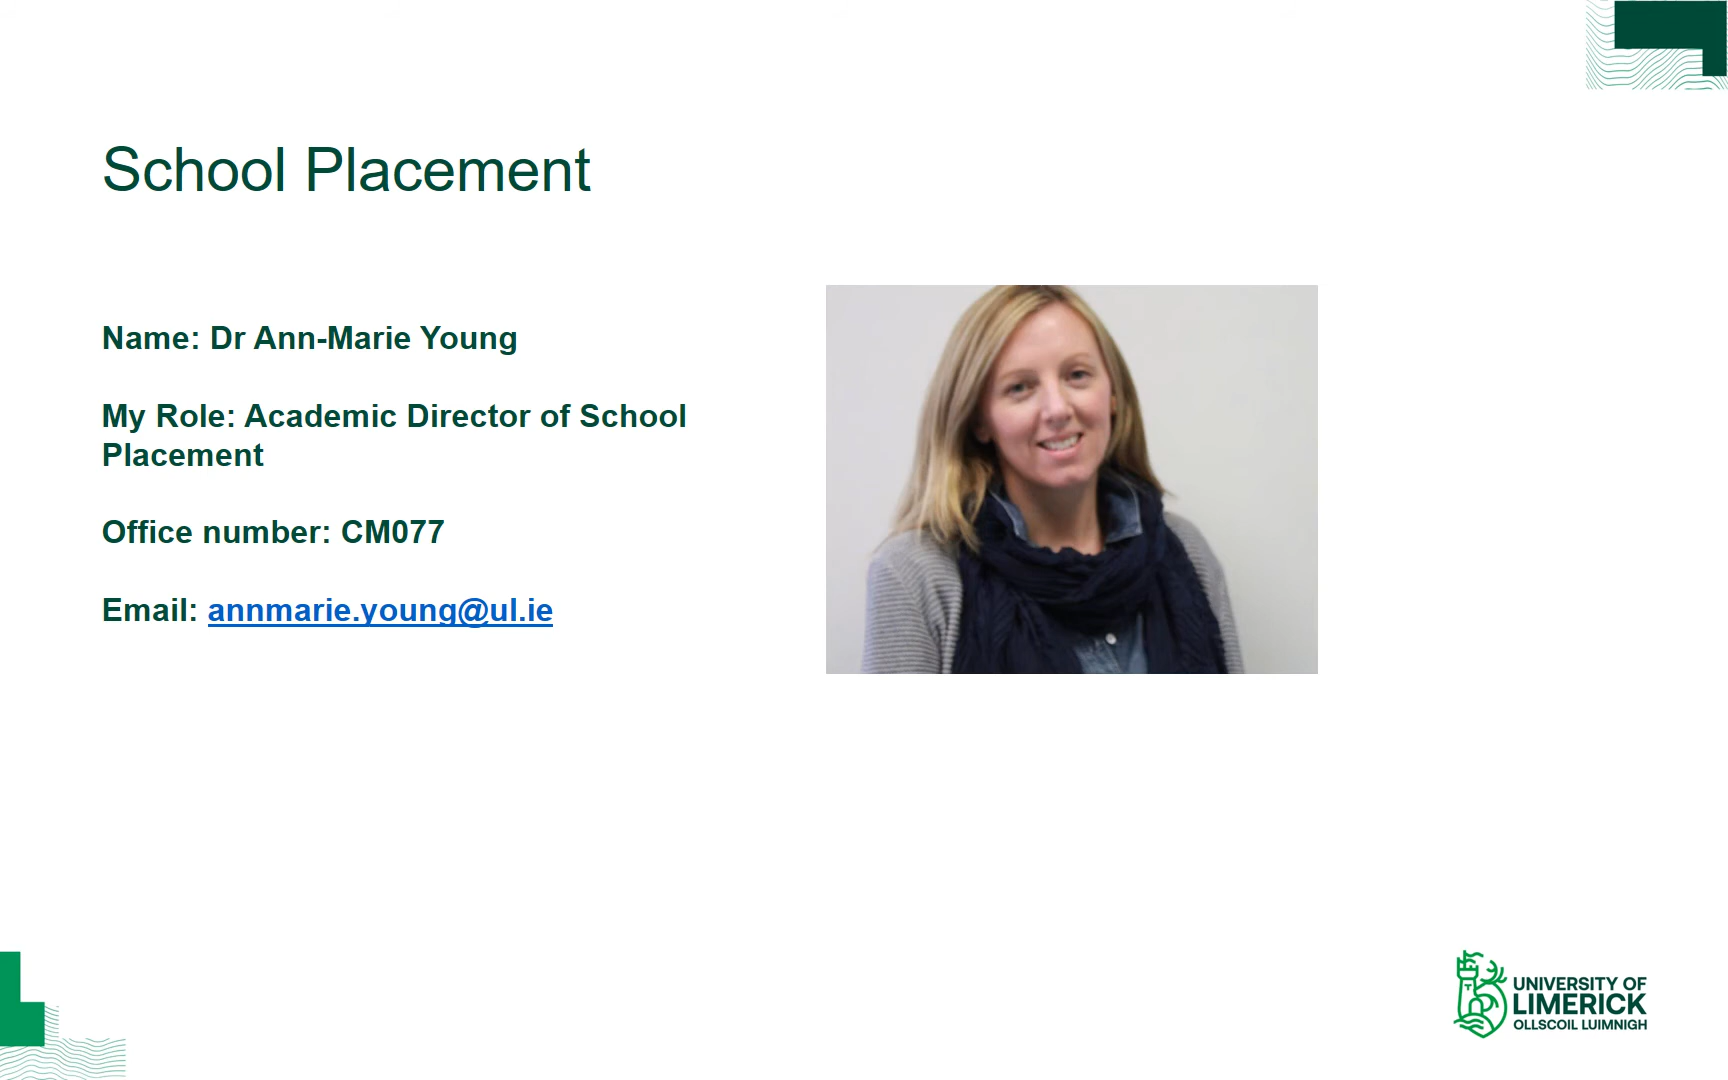 School Placement
Name: Dr Ann-Marie Young
My Role: Academic Director of School
Placement
Office number: CM077
Email: annmarie.young@ul.ie
UNIVERSITY OF
LIMERICK
OLLSCOIL LUIMNIGH